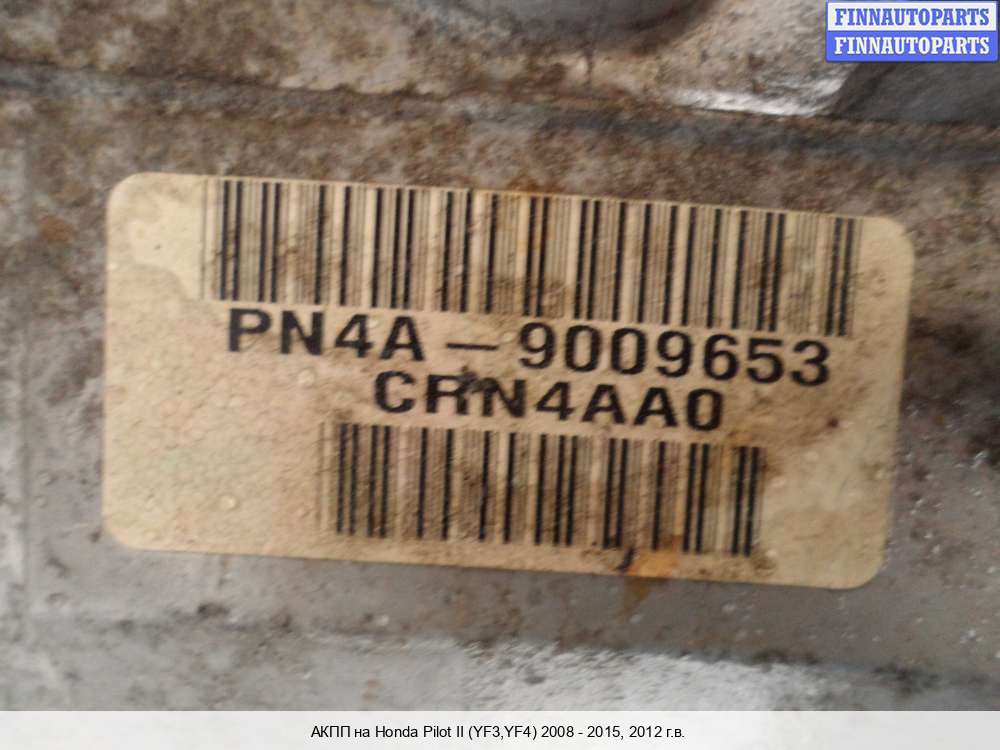 FINNAUTOPARTS
FINNAUTOPARTS
PN4A – 9009653
CRN4AA0
АКПП на Honda Pilot II (YF3,YF4) 2008 - 2015, 2012 г.в.